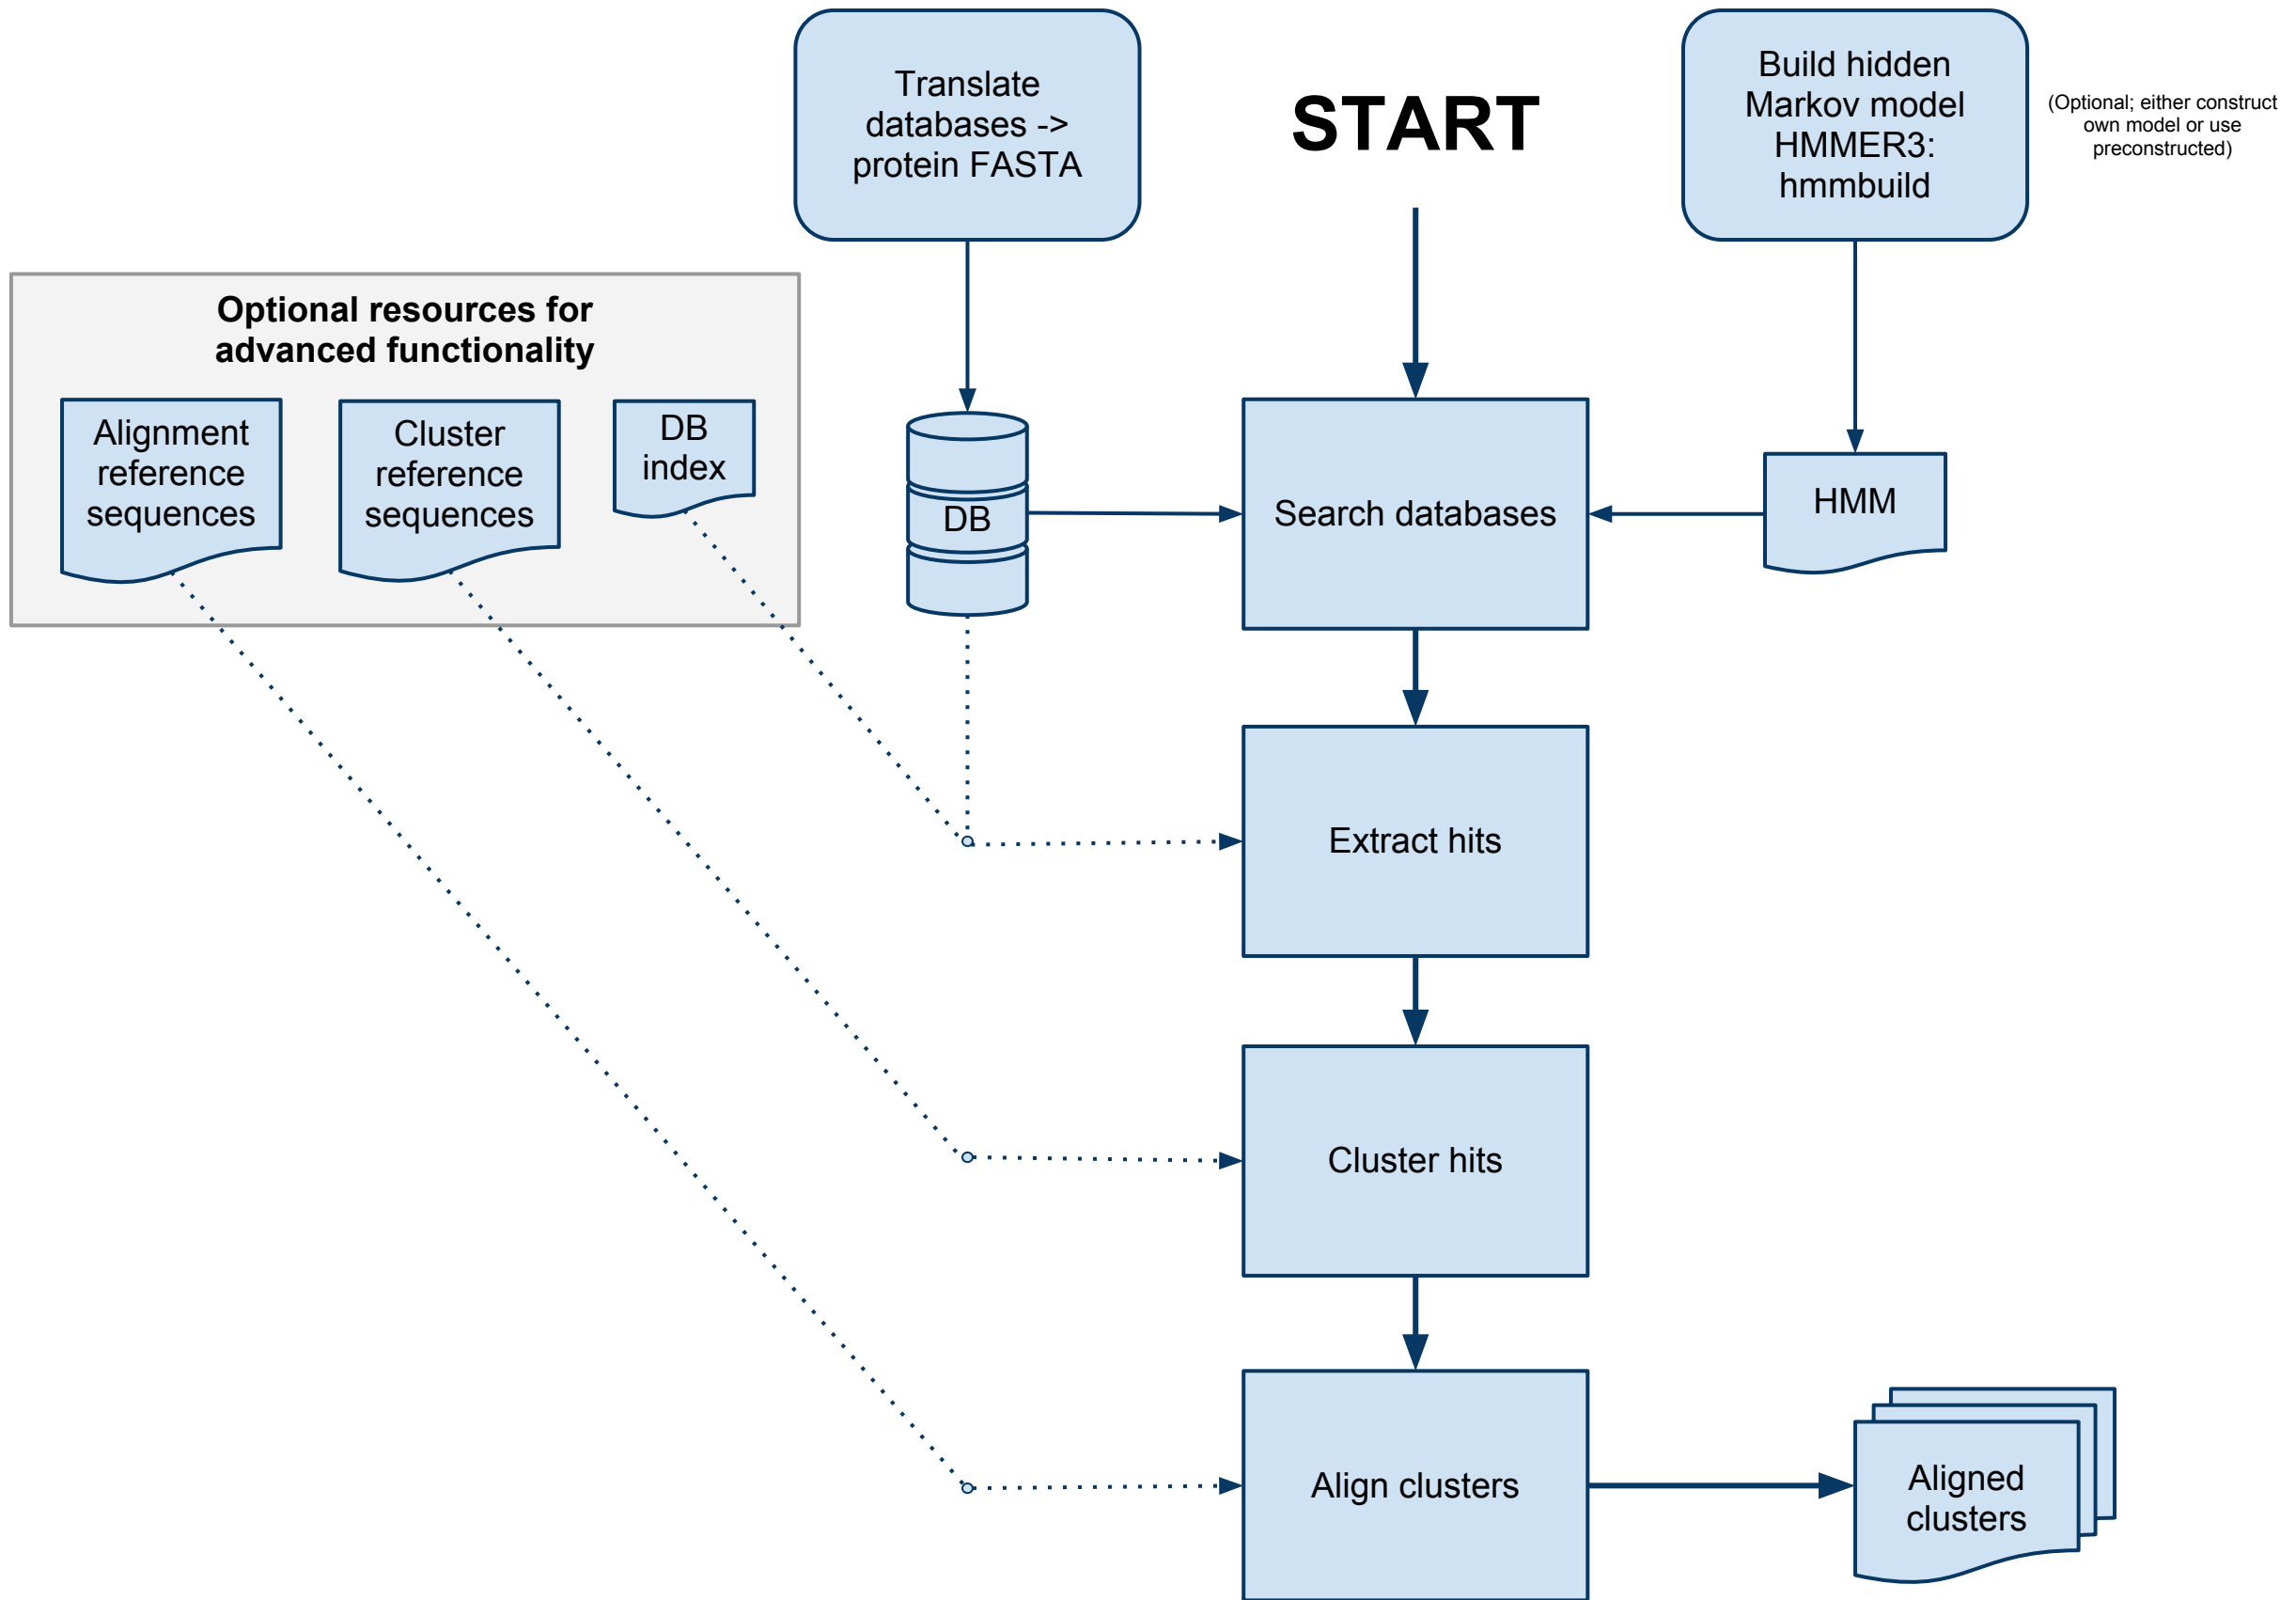 Translate
databases ->
protein FASTA
START
Build hidden
Markov model
HMMER3:
hmmbuild
(Optional; either construct
own model or use
preconstructed)
Optional resources for
advanced functionality
Alignment
reference
sequences
Cluster
reference
sequences
DB
index
DB
Search databases
HMM
Extract hits
Cluster hits
Align clusters
Aligned
clusters